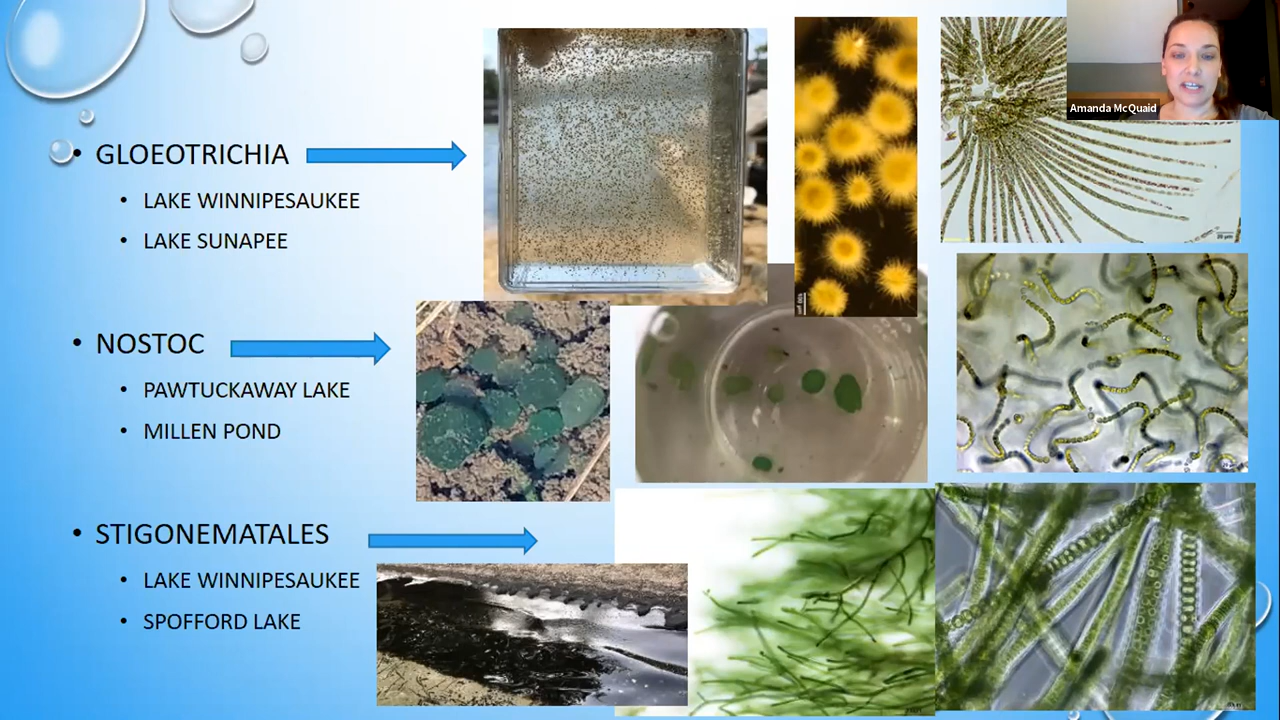 Amanda McQuaid
• GLOEOTRICHIA
• LAKE WINNIPESAUKEE
• LAKE SUNAPEE
• NOSTOC
• PAWTUCKAWAY LAKE
• MILLEN POND
• STIGONEMATALES
• LAKE WINNIPESAUKEE
• SPOFFORD LAKE